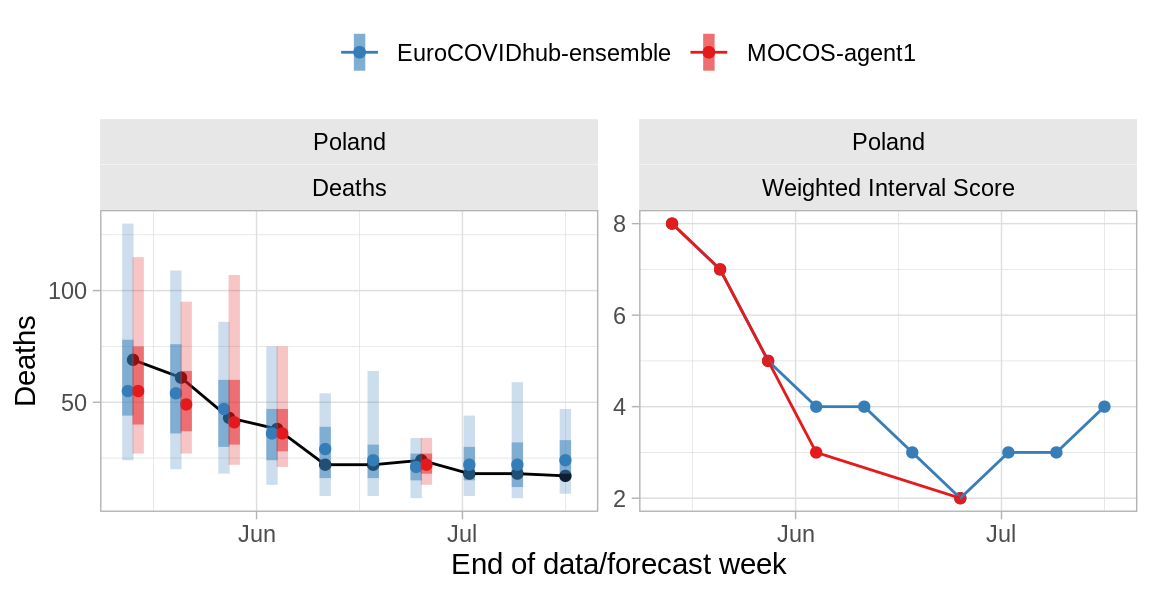 EuroCOVIDhub-ensemble MOCOS-agent1
Poland Poland
Deaths Weighted Interval Score
Deaths
100
50
8
6
4
2
Jun Jul Jun Jul
End of data/forecast week